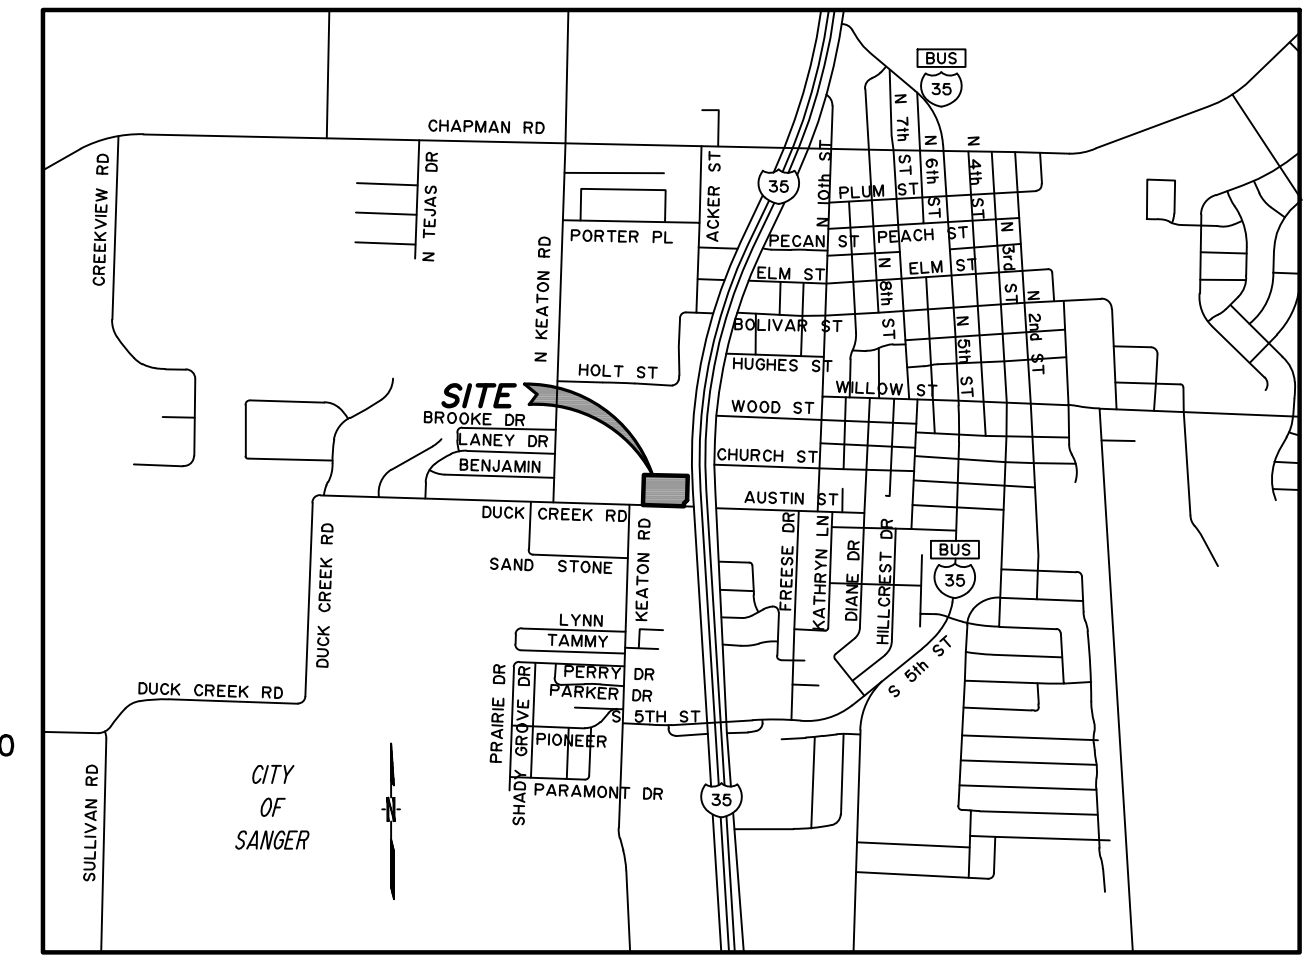 BUS
35
CHAPMAN RD
N 7th ST
N 6th ST
N 4th ST
CREEKVIEW RD
N TEJAS DR
ACKER ST
35
N 10th ST
PLUM ST
PORTER PL
N KEATON RD
PECAN ST
PEACH ST
N 3rd ST
ELM ST
N 8th ST
ELM ST
N 2nd ST
BOLIVAR ST
N 5th ST
HOLT ST
HUGHES ST
SITE
WILLOW ST
BROOKE DR
WOOD ST
LANEY DR
BENJAMIN
CHURCH ST
AUSTIN ST
DUCK CREEK RD
KEATON RD
FREESE DR
KATHRYN LN
DIANE DR
HILLCREST DR
BUS
35
DUCK CREEK RD
SAND STONE
LYNN
TAMMY
PRAIRIE DR
SHADY GROVE DR
PERRY DR
PARKER DR
S 5th ST
DUCK CREEK RD
S 5TH ST
PIONEER
0
SULLIVAN RD
CITY
OF
SANGER
N
PARAMONT DR
35